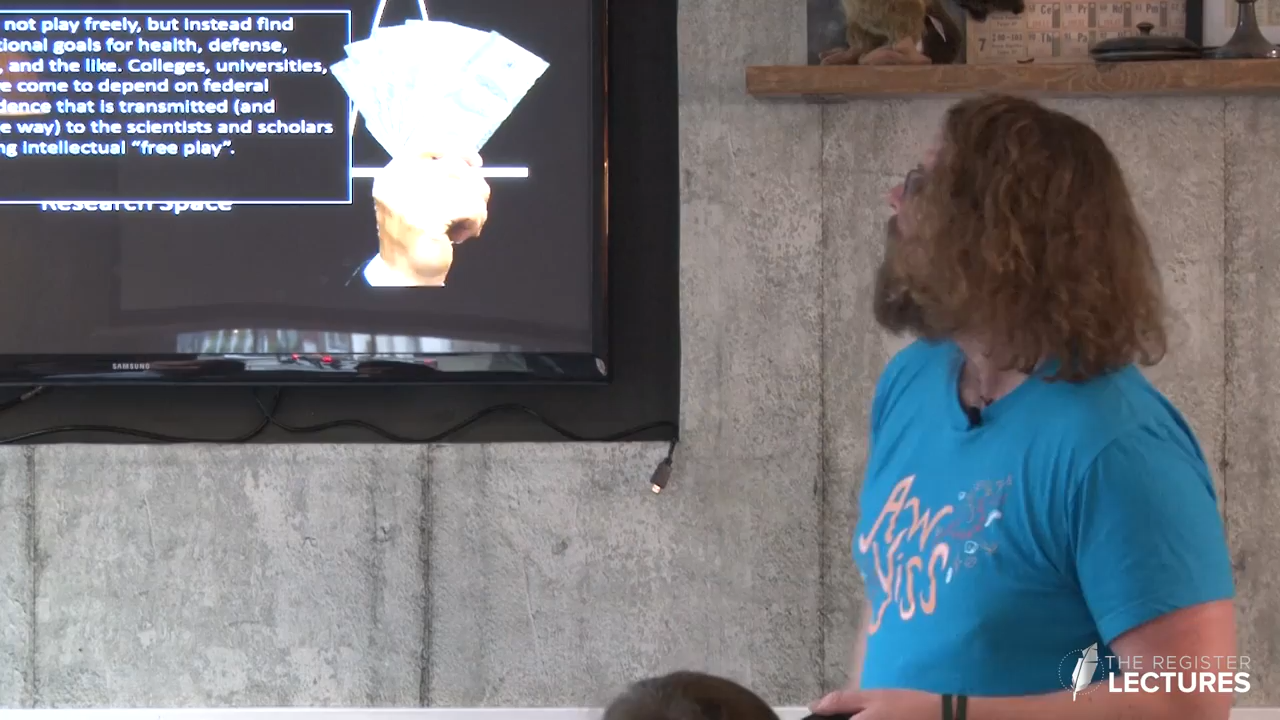 not play freely, but instead find
tional goals for health, defense,
, and the like. Colleges, universities,
e come to depend on federal
dence that is transmitted (and
e way) to the scientists and scholars
ng intellectual “free play”.
Research Space
SAMSUNG
AW
YISS
THE REGISTER
LECTURES